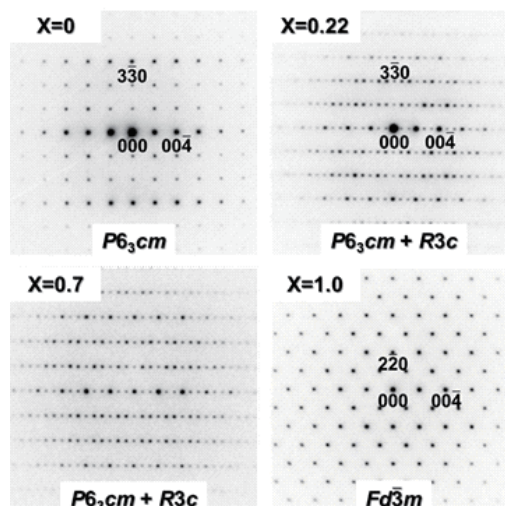 X=0
33̄0
000 004̄
P6₃cm
X=0.22
33̄0
000 004̄
P6₃cm + R3c
X=0.7
P6₃cm + R3c
X=1.0
22̄0
000 004̄
Fd3̄m